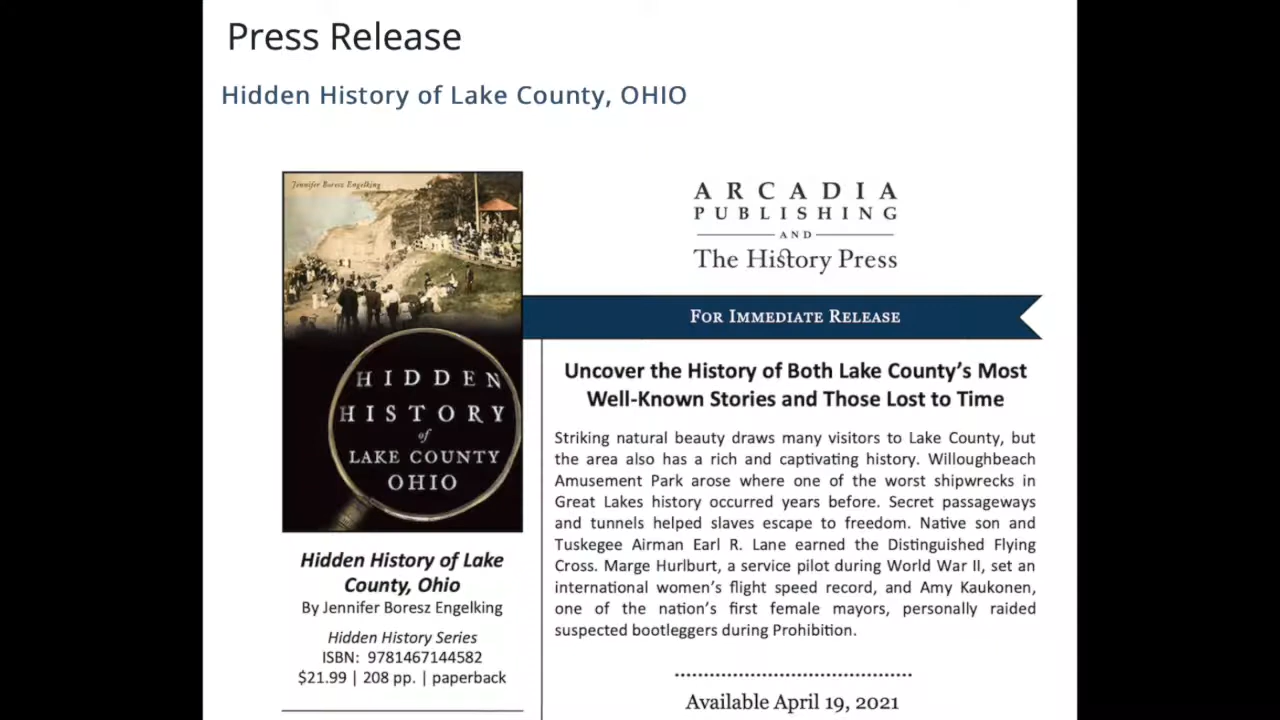 Press Release
Hidden History of Lake County, OHIO
Jennifer Boresz Engelking
HIDDEN
HISTORY
of
LAKE COUNTY
OHIO
Hidden History of Lake
County, Ohio
By Jennifer Boresz Engelking
Hidden History Series
ISBN: 9781467144582
$21.99 | 208 pp. | paperback
ARCADIA
PUBLISHING
AND
The History Press
FOR IMMEDIATE RELEASE
Uncover the History of Both Lake County's Most
Well-Known Stories and Those Lost to Time
Striking natural beauty draws many visitors to Lake County, but
the area also has a rich and captivating history. Willoughbeach
Amusement Park arose where one of the worst shipwrecks in
Great Lakes history occurred years before. Secret passageways
and tunnels helped slaves escape to freedom. Native son and
Tuskegee Airman Earl R. Lane earned the Distinguished Flying
Cross. Marge Hurlburt, a service pilot during World War II, set an
international women's flight speed record, and Amy Kaukonen,
one of the nation's first female mayors, personally raided
suspected bootleggers during Prohibition.
Available April 19, 2021